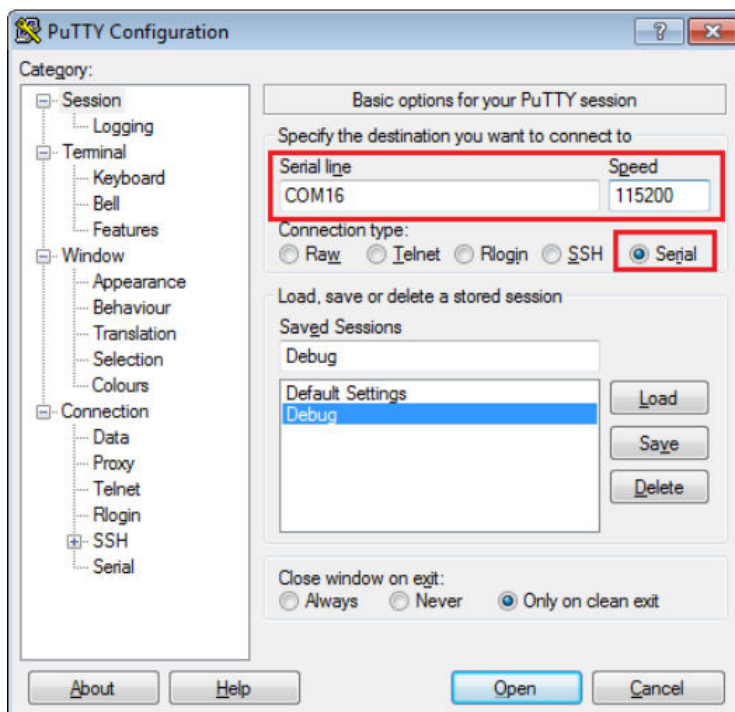 PuTTY Configuration
Category:
Session
Logging
Terminal
Keyboard
Bell
Features
Window
Appearance
Behaviour
Translation
Selection
Colours
Connection
Data
Proxy
Telnet
Rlogin
SSH
Serial
Basic options for your PuTTY session
Specify the destination you want to connect to
Serial line Speed
COM16 115200
Connection type:
Raw Telnet Rlogin SSH Serial
Load, save or delete a stored session
Saved Sessions
Debug
Default Settings
Debug
Load
Save
Delete
Close window on exit:
Always Never Only on clean exit
About Help Open Cancel